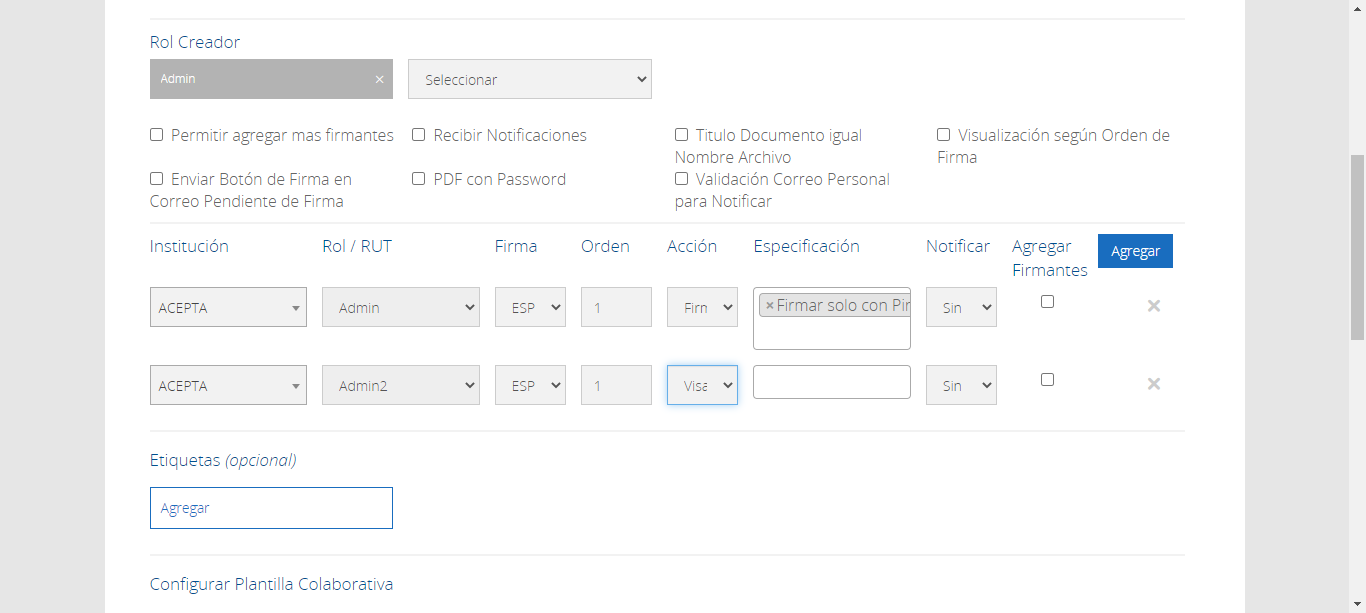 Rol Creador
Admin ×
Seleccionar
Permitir agregar mas firmantes
Recibir Notificaciones
Titulo Documento igual
Nombre Archivo
Visualización según Orden de
Firma
Enviar Botón de Firma en
Correo Pendiente de Firma
PDF con Password
Validación Correo Personal
para Notificar
Institución Rol / RUT Firma Orden Acción Especificación Notificar Agregar
Firmantes
Agregar
ACEPTA Admin ESP 1 Firm ×Firmar solo con Pin Sin ×
ACEPTA Admin2 ESP 1 Visa Sin ×
Etiquetas (opcional)
Agregar
Configurar Plantilla Colaborativa